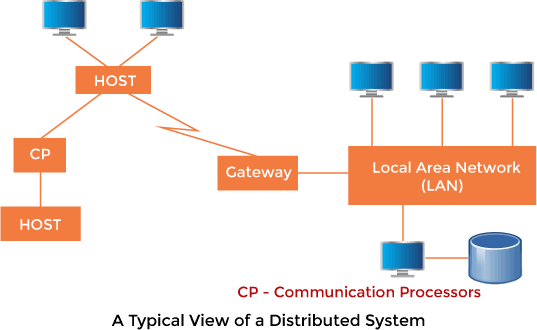 HOST
CP
HOST
Gateway
Local Area Network
(LAN)
CP - Communication Processors
A Typical View of a Distributed System